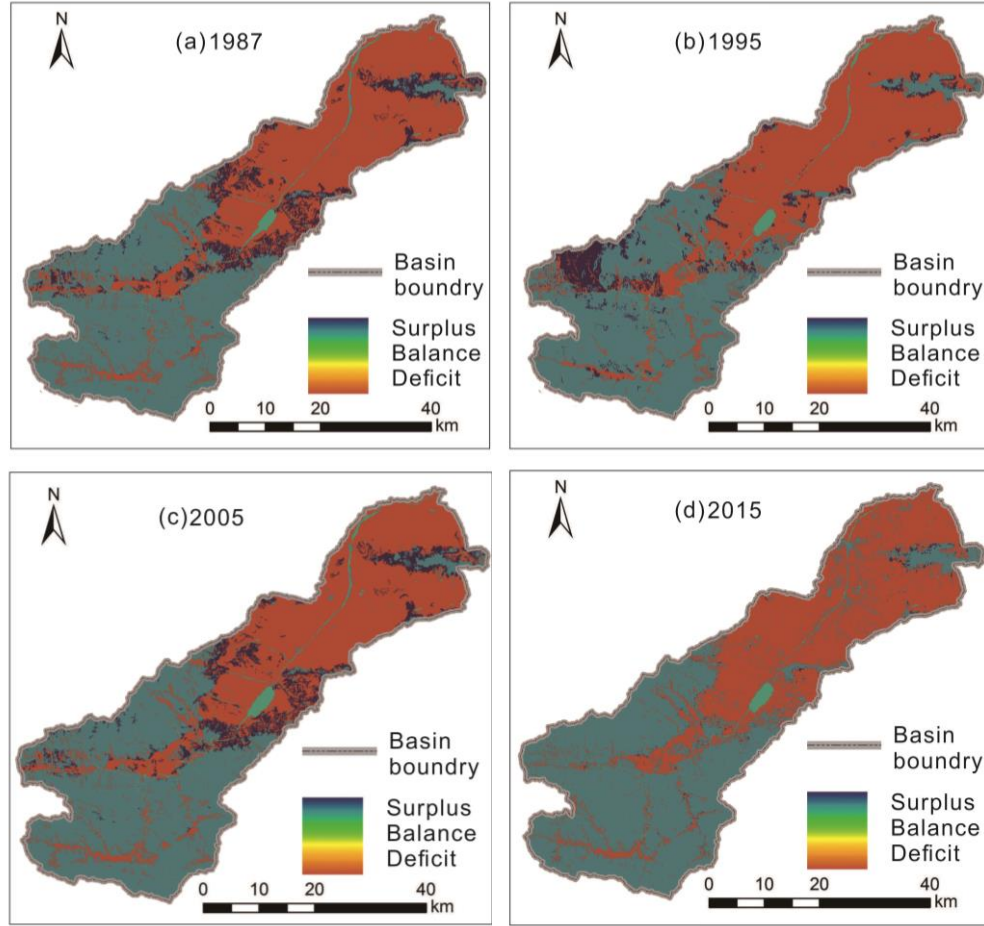 N
(a)1987
Basin
boundry
Surplus
Balance
Deficit
0 10 20 40
km
N
(b)1995
Basin
boundry
Surplus
Balance
Deficit
0 10 20 40
km
N
(c)2005
Basin
boundry
Surplus
Balance
Deficit
0 10 20 40
km
N
(d)2015
Basin
boundry
Surplus
Balance
Deficit
0 10 20 40
km